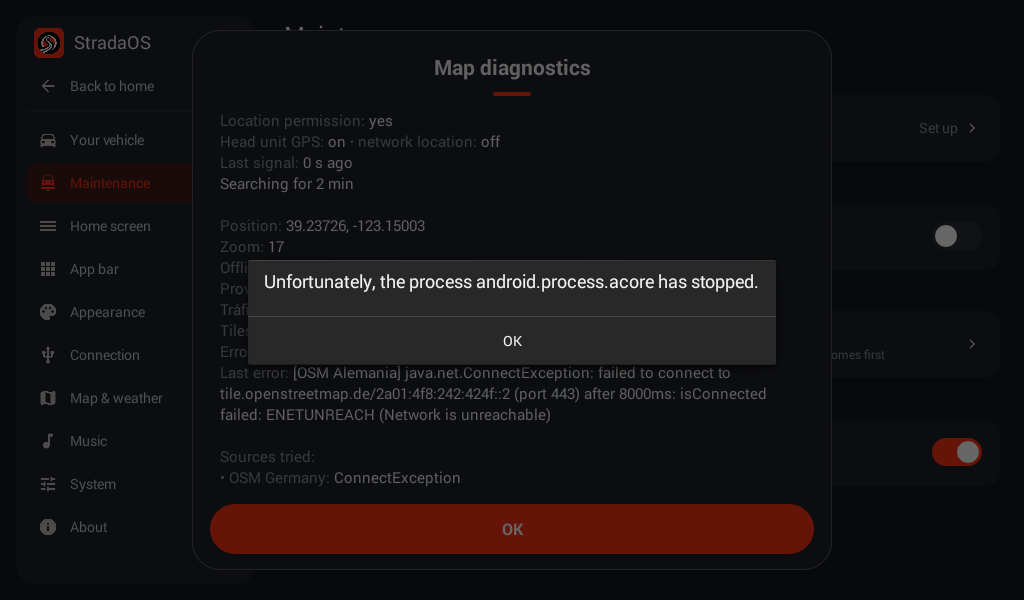 StradaOS
Back to home
Your vehicle
Maintenance
Home screen
App bar
Appearance
Connection
Map & weather
Music
System
About
Set up
omes first
Map diagnostics
Location permission: yes
Head unit GPS: on · network location: off
Last signal: 0 s ago
Searching for 2 min
Position: 39.23726, -123.15003
Zoom: 17
Unfortunately, the process android.process.acore has stopped.
OK
Last error: [OSM Alemania] java.net.ConnectException: failed to connect to
tile.openstreetmap.de/2a01:4f8:242:424f::2 (port 443) after 8000ms: isConnected
failed: ENETUNREACH (Network is unreachable)
Sources tried:
• OSM Germany: ConnectException
OK